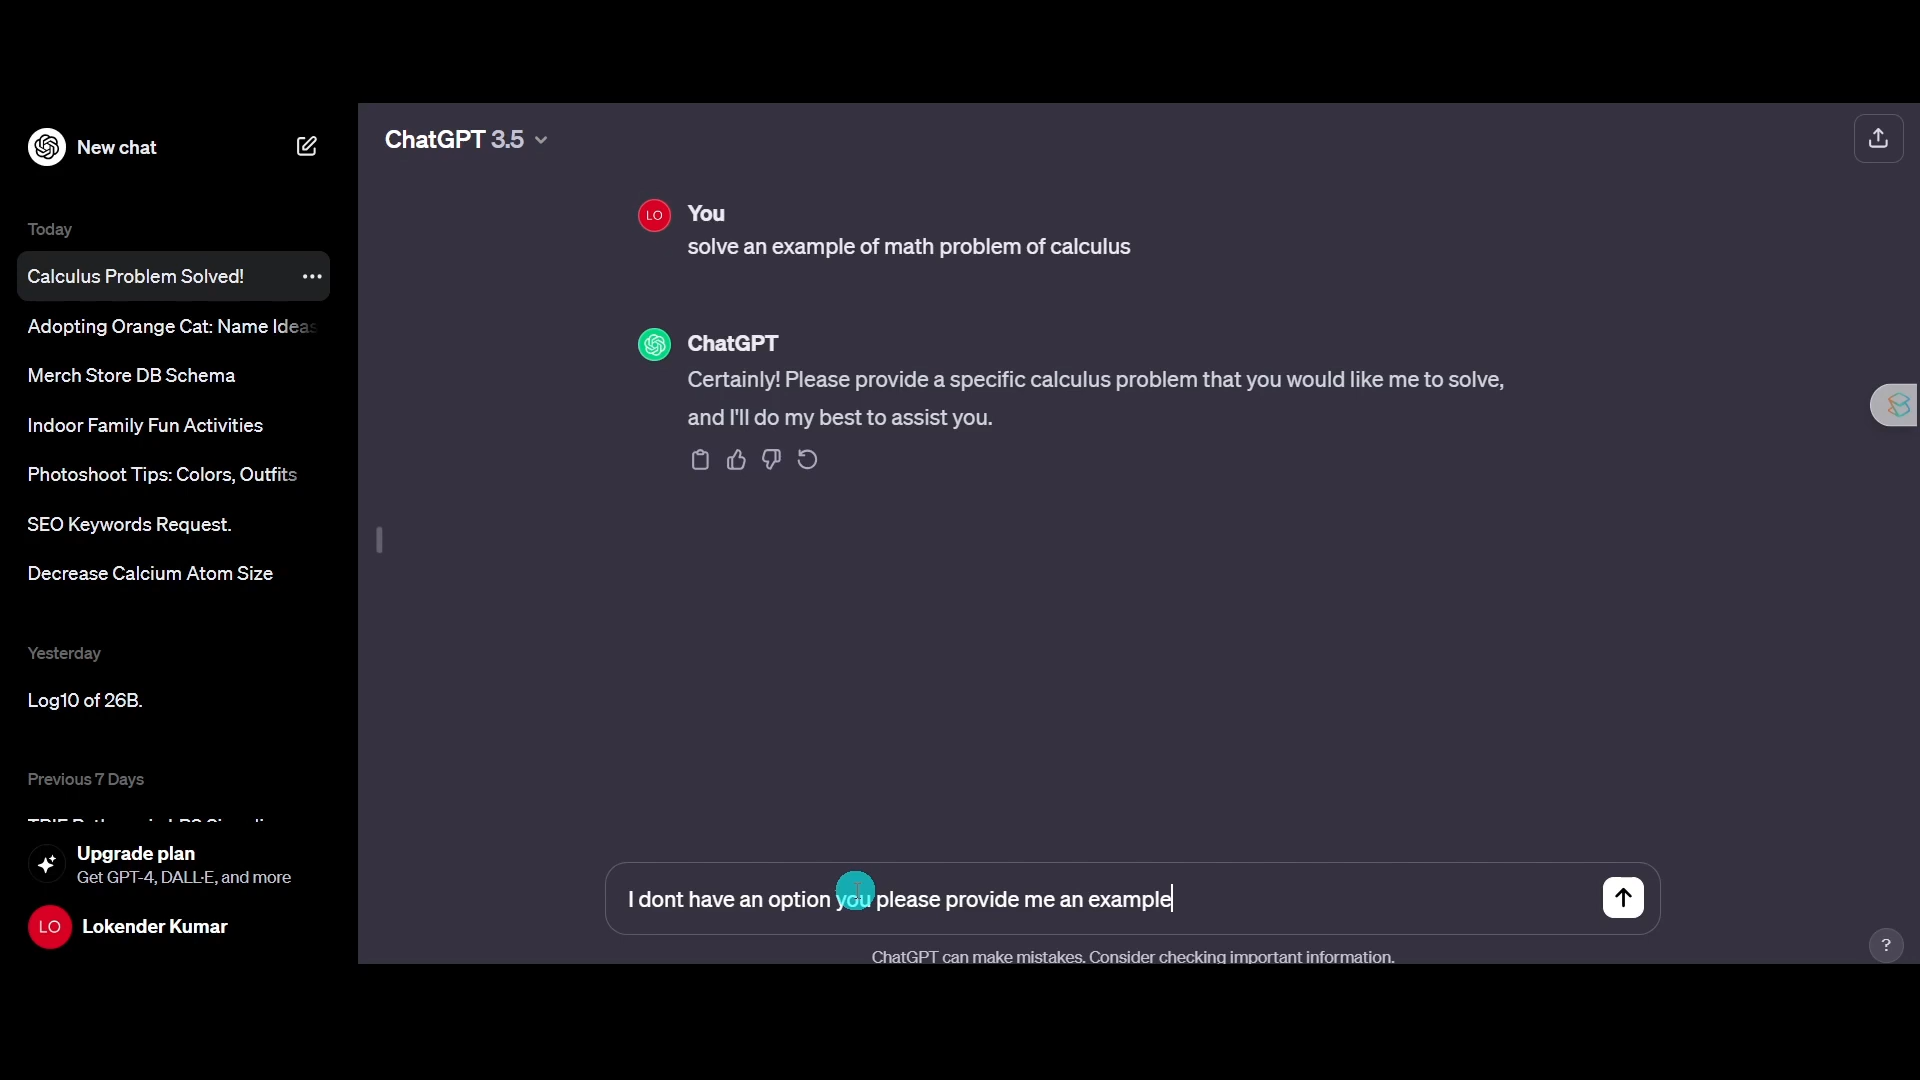 New chat
Today
Calculus Problem Solved!
Adopting Orange Cat: Name Ideas
Merch Store DB Schema
Indoor Family Fun Activities
Photoshoot Tips: Colors, Outfits
SEO Keywords Request.
Decrease Calcium Atom Size
Yesterday
Log10 of 26B.
Previous 7 Days
Upgrade plan
Get GPT-4, DALL·E, and more
LO Lokender Kumar
ChatGPT 3.5
LO You
solve an example of math problem of calculus
ChatGPT
Certainly! Please provide a specific calculus problem that you would like me to solve,
and I'll do my best to assist you.
I dont have an option you please provide me an example
ChatGPT can make mistakes. Consider checking important information.
?